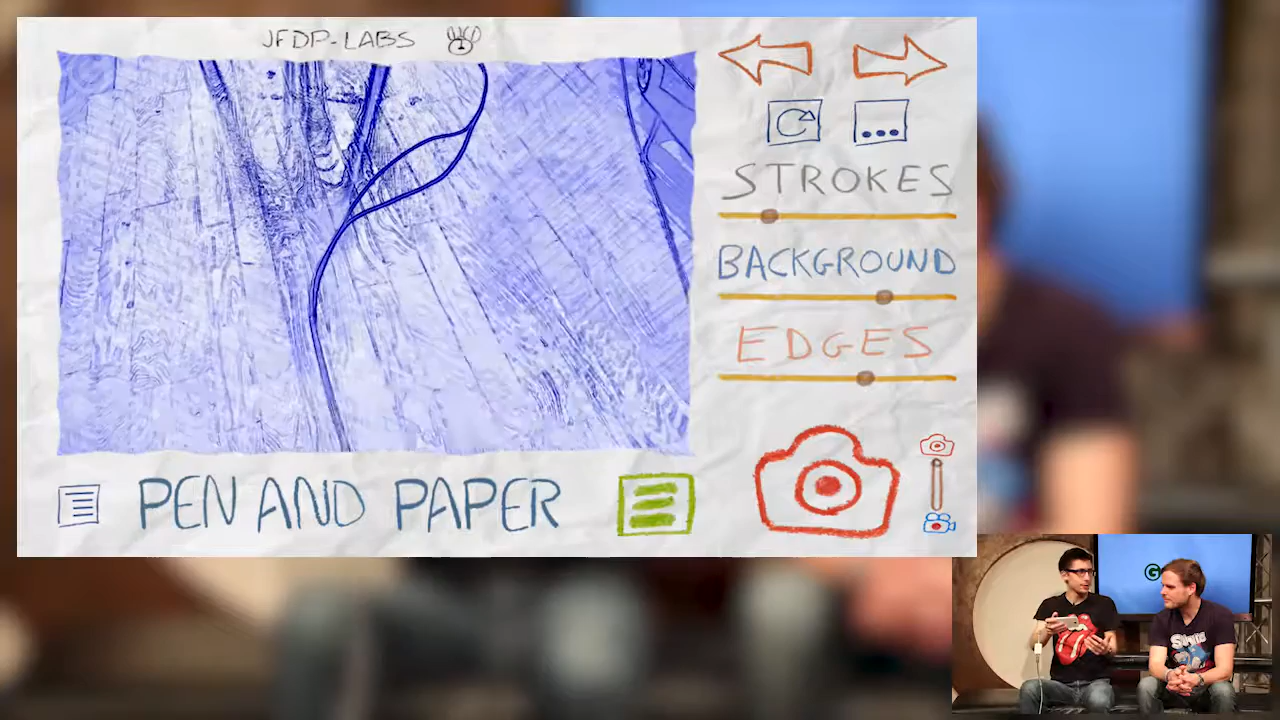 JFDP-LABS
STROKES
BACKGROUND
EDGES
PEN AND PAPER
G